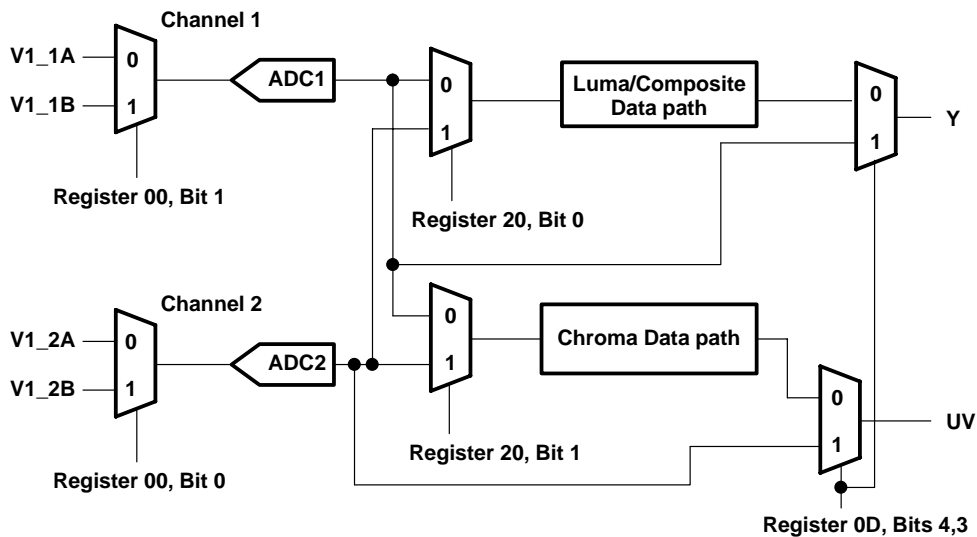 Channel 1
V1_1A
0
V1_1B
1
ADC1
Register 00, Bit 1
0
1
Register 20, Bit 0
Luma/Composite
Data path
0
1
Y
Channel 2
V1_2A
0
V1_2B
1
ADC2
Register 00, Bit 0
0
1
Register 20, Bit 1
Chroma Data path
0
1
UV
Register 0D, Bits 4,3